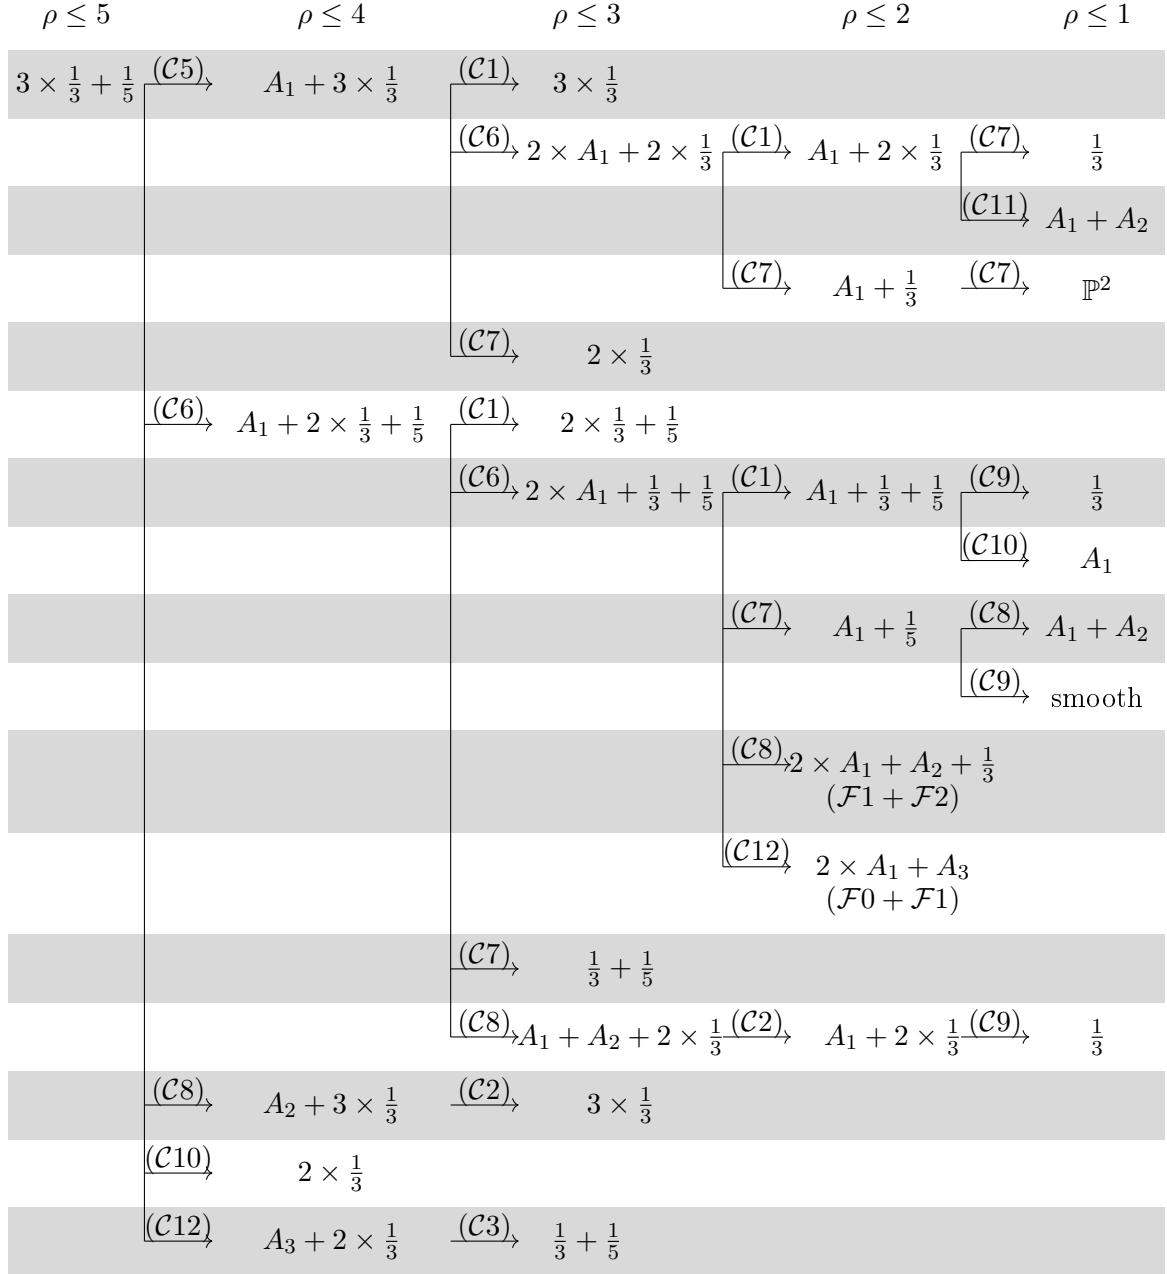 ρ ≤ 5 ρ ≤ 4 ρ ≤ 3 ρ ≤ 2 ρ ≤ 1
3 × 1/3 + 1/5 (𝒞5) A₁ + 3 × 1/3 (𝒞1) 3 × 1/3
(𝒞6) 2 × A₁ + 2 × 1/3 (𝒞1) A₁ + 2 × 1/3 (𝒞7) 1/3
(𝒞11) A₁ + A₂
(𝒞7) A₁ + 1/3 (𝒞7) ℙ²
(𝒞7) 2 × 1/3
(𝒞6) A₁ + 2 × 1/3 + 1/5 (𝒞1) 2 × 1/3 + 1/5
(𝒞6) 2 × A₁ + 1/3 + 1/5 (𝒞1) A₁ + 1/3 + 1/5 (𝒞9) 1/3
(𝒞10) A₁
(𝒞7) A₁ + 1/5 (𝒞8) A₁ + A₂
(𝒞9) smooth
(𝒞8) 2 × A₁ + A₂ + 1/3
(ℱ1 + ℱ2)
(𝒞12) 2 × A₁ + A₃
(ℱ0 + ℱ1)
(𝒞7) 1/3 + 1/5
(𝒞8) A₁ + A₂ + 2 × 1/3 (𝒞2) A₁ + 2 × 1/3 (𝒞9) 1/3
(𝒞8) A₂ + 3 × 1/3 (𝒞2) 3 × 1/3
(𝒞10) 2 × 1/3
(𝒞12) A₃ + 2 × 1/3 (𝒞3) 1/3 + 1/5